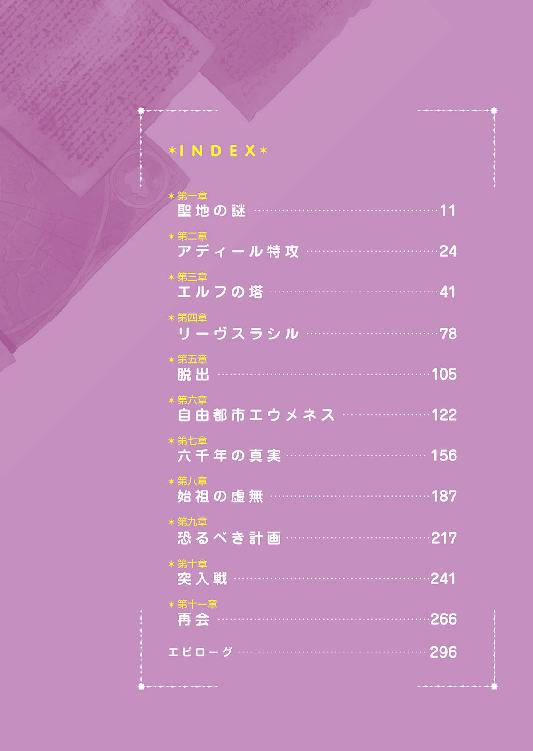 *INDEX*
*第一章
聖地の謎 11
*第二章
アディール特攻 24
*第三章
エルフの塔 41
*第四章
リーヴスラシル 78
*第五章
脱出 105
*第六章
自由都市エウメネス 122
*第七章
六千年の真実 156
*第八章
始祖の虚無 187
*第九章
恐るべき計画 217
*第十章
突入戦 241
*第十一章
再会 266
エピローグ 296